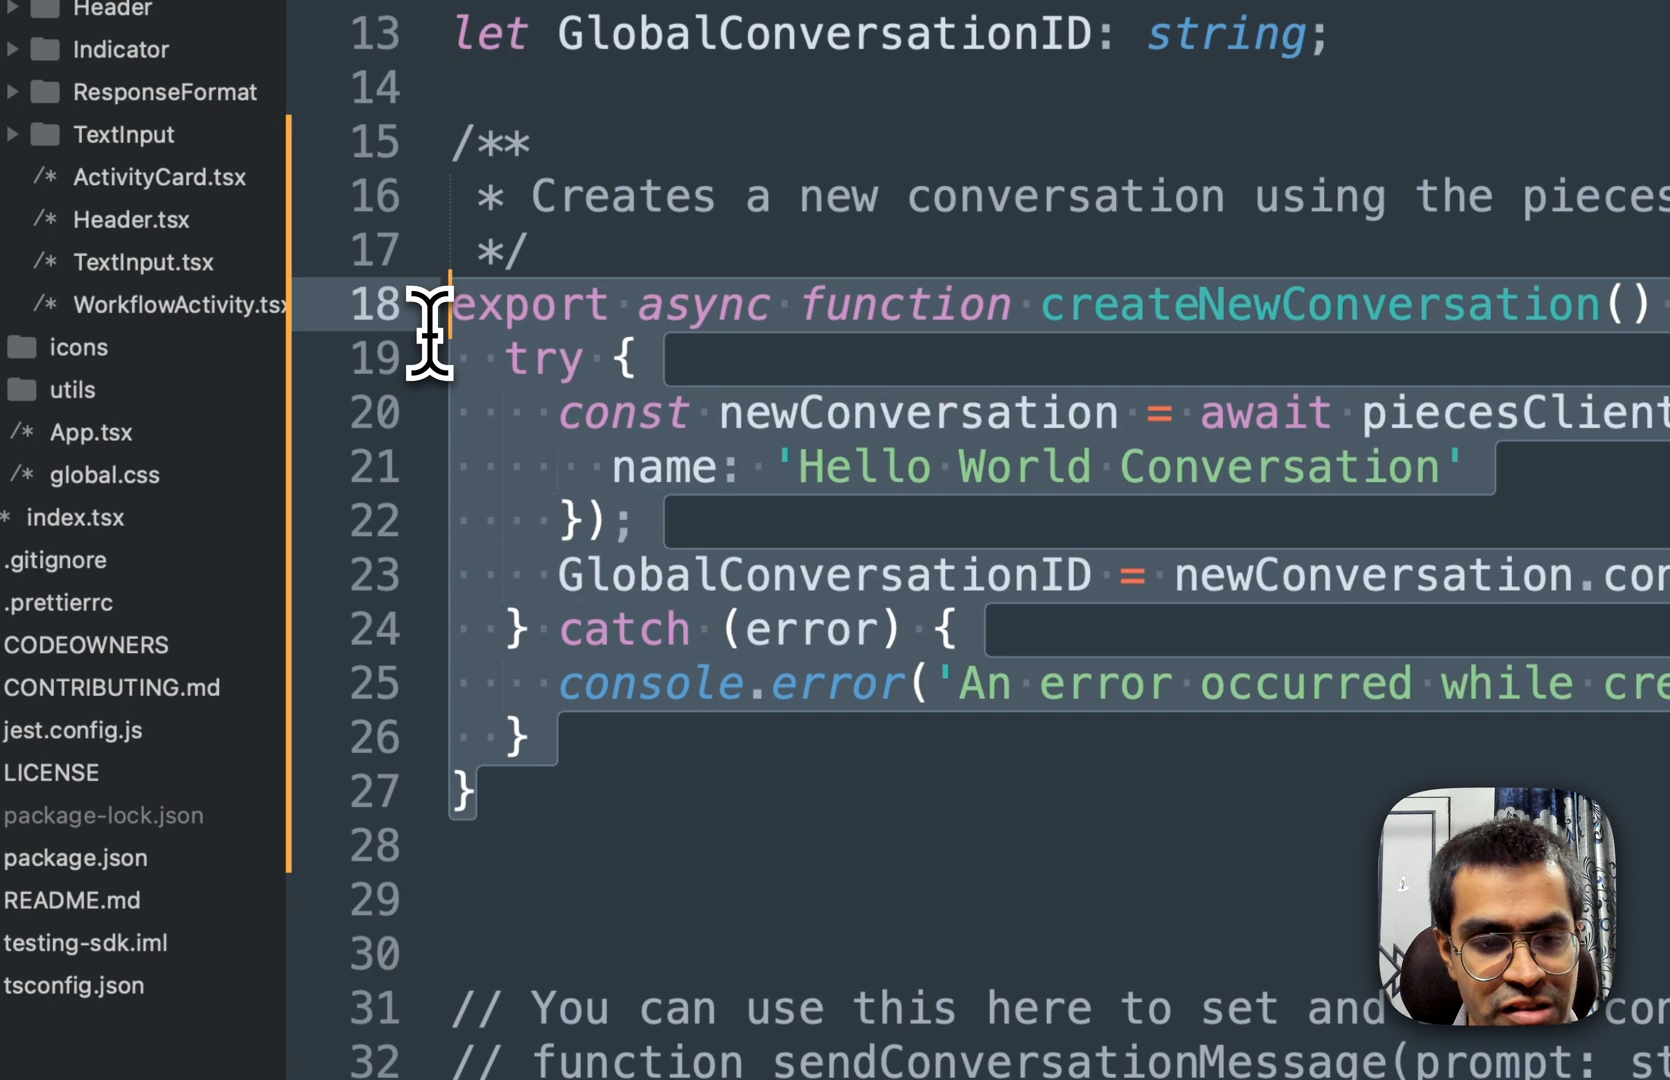 Header
Indicator
ResponseFormat
TextInput
/* ActivityCard.tsx
/* Header.tsx
/* TextInput.tsx
/* WorkflowActivity.tsx
icons
utils
/* App.tsx
/* global.css
* index.tsx
.gitignore
.prettierrc
CODEOWNERS
CONTRIBUTING.md
jest.config.js
LICENSE
package-lock.json
package.json
README.md
testing-sdk.iml
tsconfig.json
13 let GlobalConversationID: string;
14
15 /**
16 * Creates a new conversation using the pieces
17 */
18 export async function createNewConversation()
19 try {
20 const newConversation = await piecesClient
21 name: 'Hello World Conversation'
22 });
23 GlobalConversationID = newConversation.con
24 } catch (error) {
25 console.error('An error occurred while cre
26 }
27 }
28
29
30
31 // You can use this here to set and con
32 // function sendConversationMessage(prompt: st